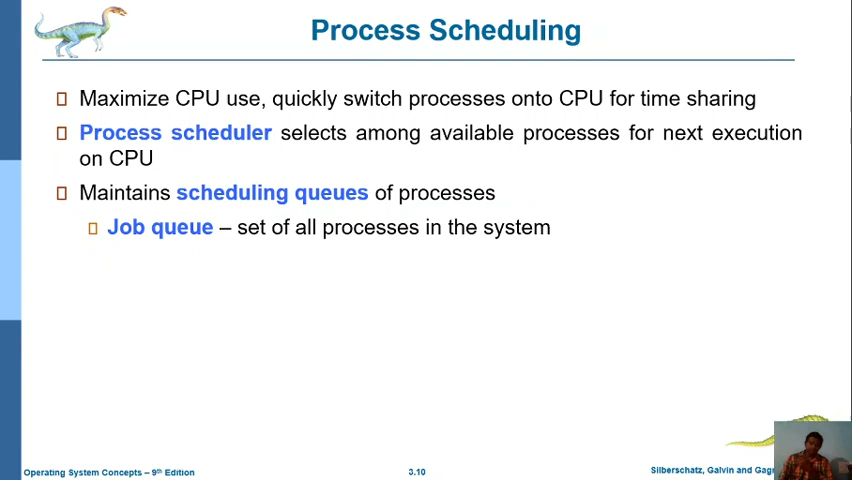 Process Scheduling
Maximize CPU use, quickly switch processes onto CPU for time sharing
Process scheduler selects among available processes for next execution
on CPU
Maintains scheduling queues of processes
Job queue – set of all processes in the system
Operating System Concepts – 9th Edition
3.10
Silberschatz, Galvin and